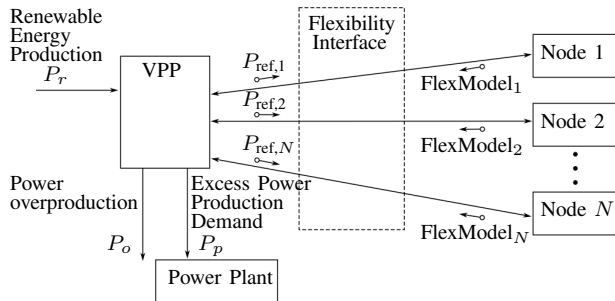 Renewable
Energy
Production
P_r
VPP
Flexibility
Interface
P_ref,1
FlexModel_1
Node 1
P_ref,2
FlexModel_2
Node 2
P_ref,N
FlexModel_N
Node N
Power
overproduction
P_o
Excess Power
Production
Demand
P_p
Power Plant